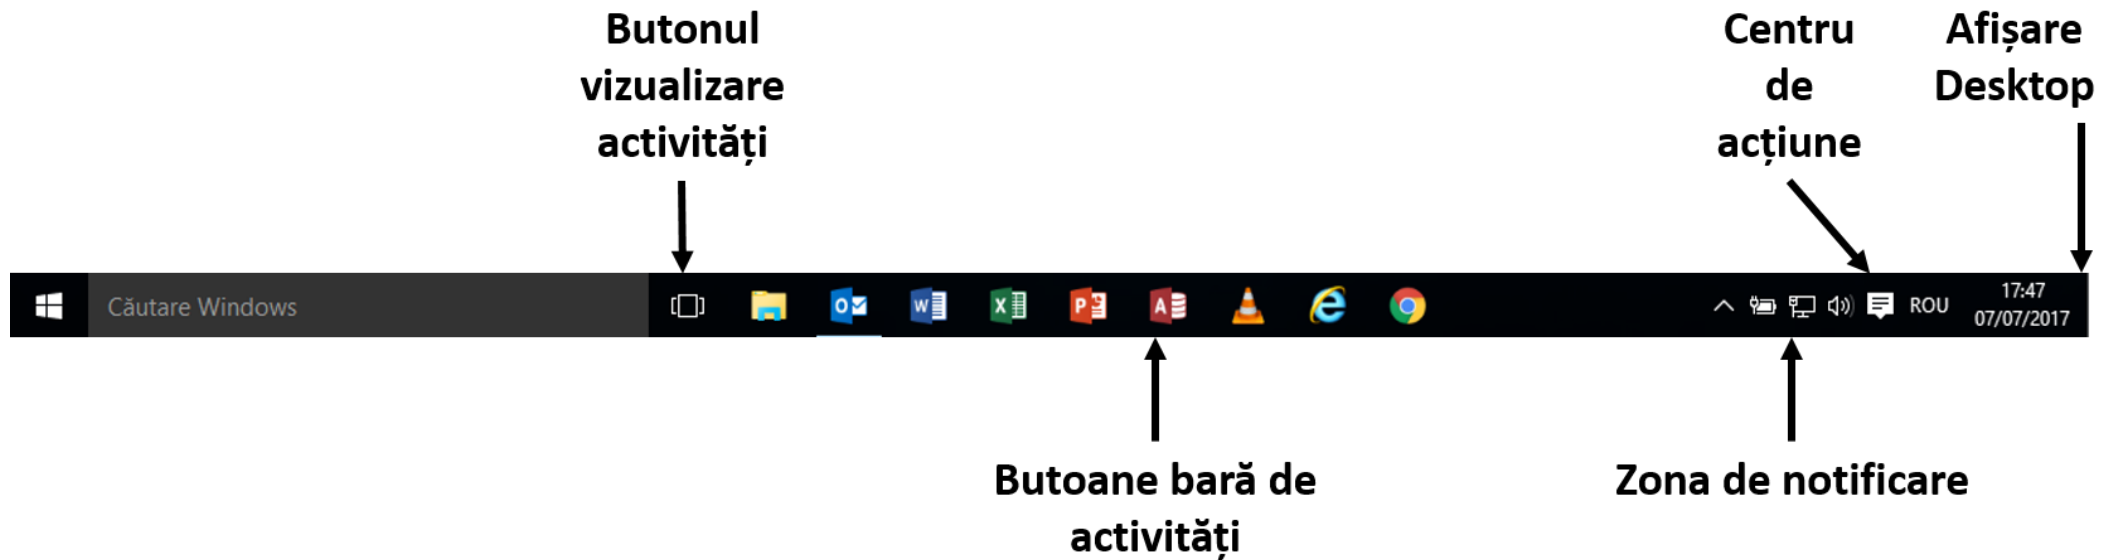 Butonul
vizualizare
activități
Centru
de
acțiune
Afișare
Desktop
Căutare Windows
ROU
17:47
07/07/2017
Butoane bară de
activități
Zona de notificare